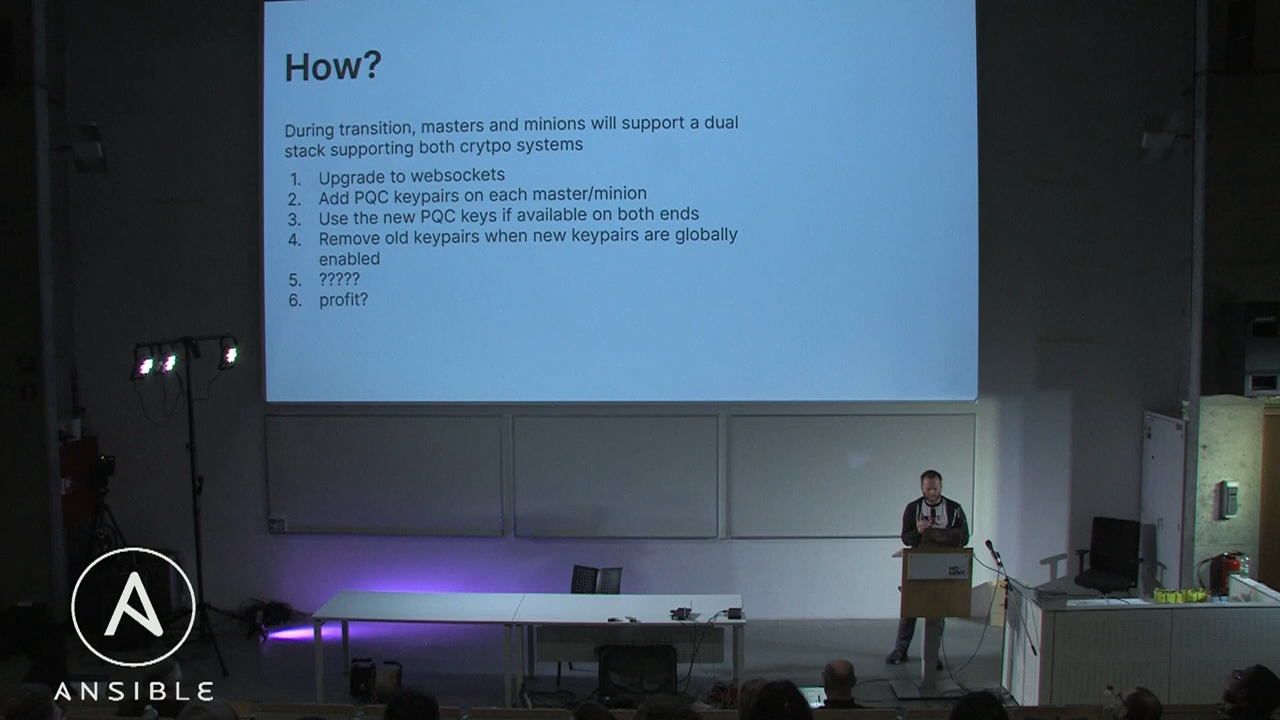 How?
During transition, masters and minions will support a dual
stack supporting both crytpo systems
1. Upgrade to websockets
2. Add PQC keypairs on each master/minion
3. Use the new PQC keys if available on both ends
4. Remove old keypairs when new keypairs are globally
enabled
5. ?????
6. profit?
HO
GENT
ANSIBLE